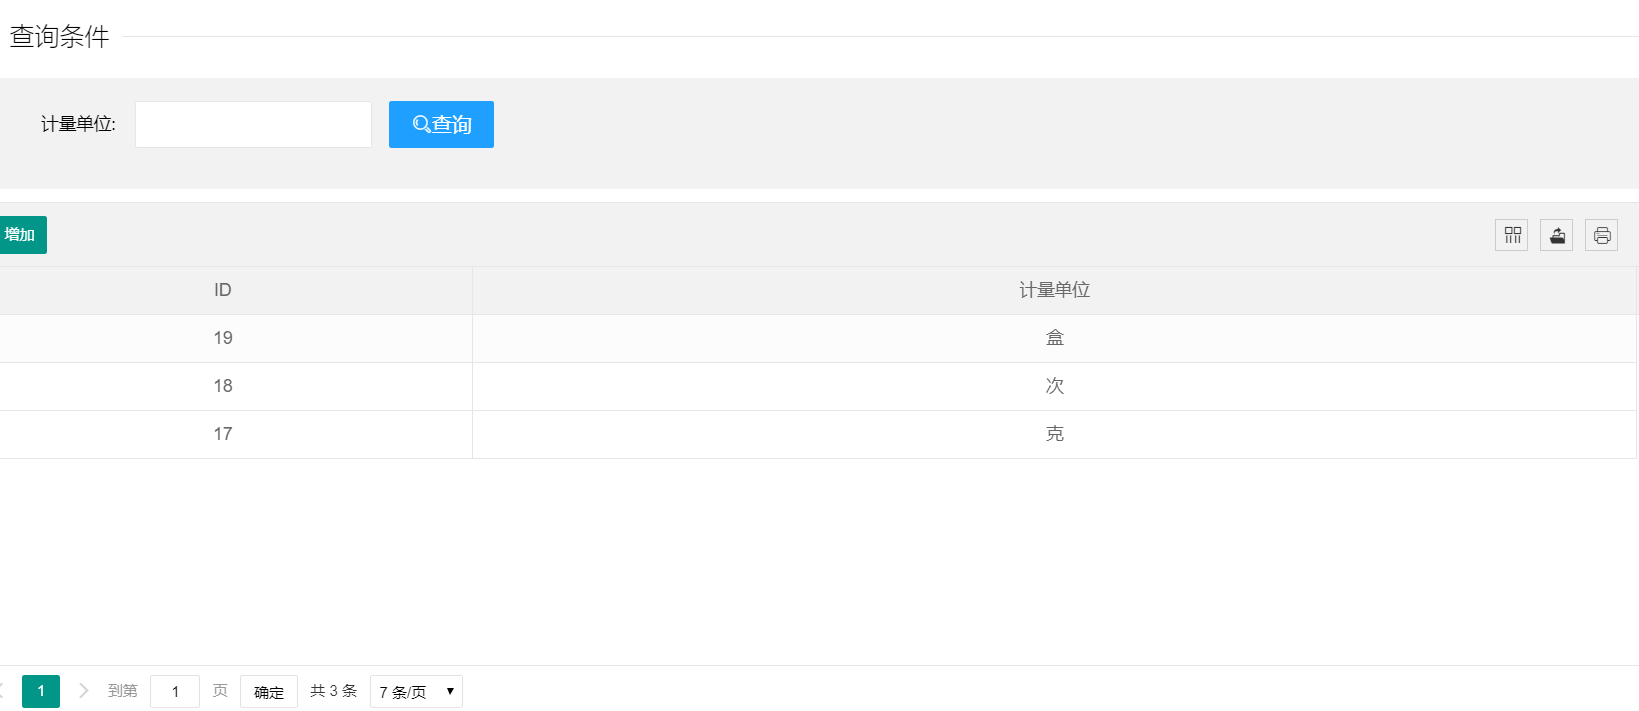 查询条件
计量单位: 查询
增加
ID 计量单位
19 盒
18 次
17 克
1 到第 1 页 确定 共 3 条 7 条/页